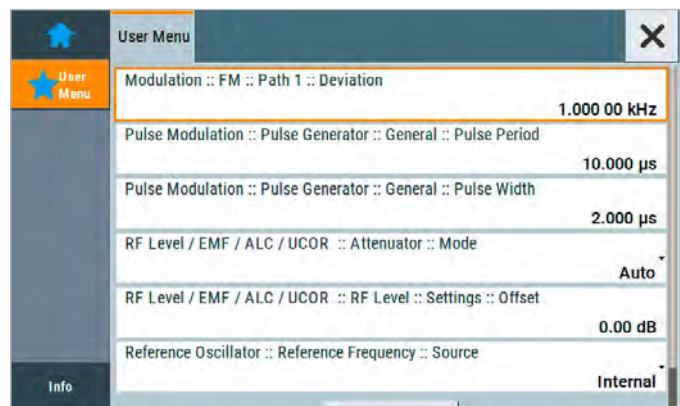 User Menu
User
Menu
Modulation :: FM :: Path 1 :: Deviation
1.000 00 kHz
Pulse Modulation :: Pulse Generator :: General :: Pulse Period
10.000 µs
Pulse Modulation :: Pulse Generator :: General :: Pulse Width
2.000 µs
RF Level / EMF / ALC / UCOR :: Attenuator :: Mode
Auto
RF Level / EMF / ALC / UCOR :: RF Level :: Settings :: Offset
0.00 dB
Reference Oscillator :: Reference Frequency :: Source
Internal
Info